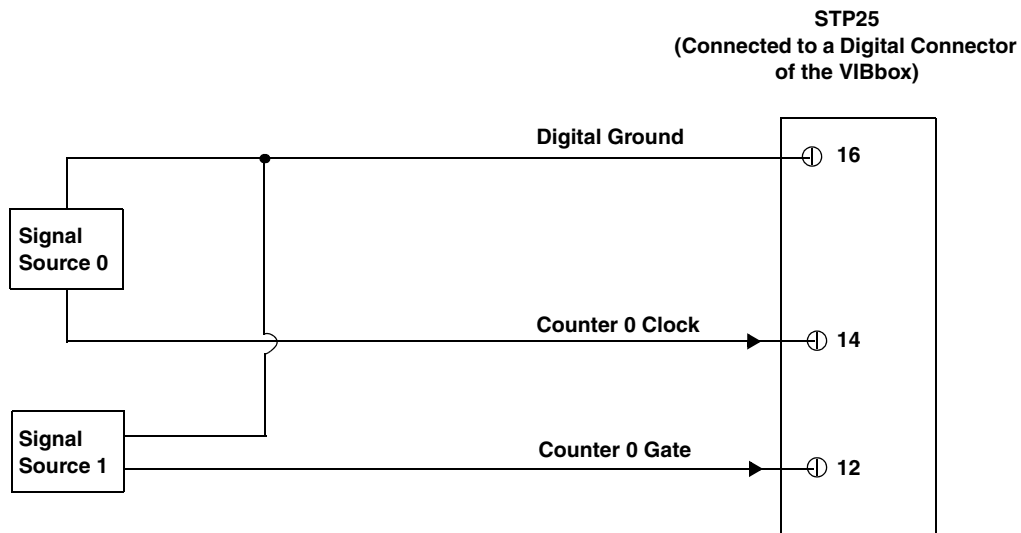 STP25
(Connected to a Digital Connector
of the VIBbox)
Digital Ground
16
Signal
Source 0
Counter 0 Clock
14
Signal
Source 1
Counter 0 Gate
12